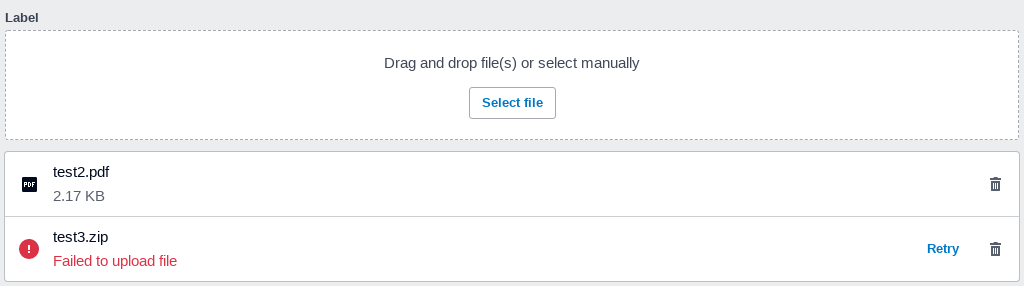 Label
Drag and drop file(s) or select manually
Select file
PDF
test2.pdf
2.17 KB
test3.zip
Failed to upload file
Retry